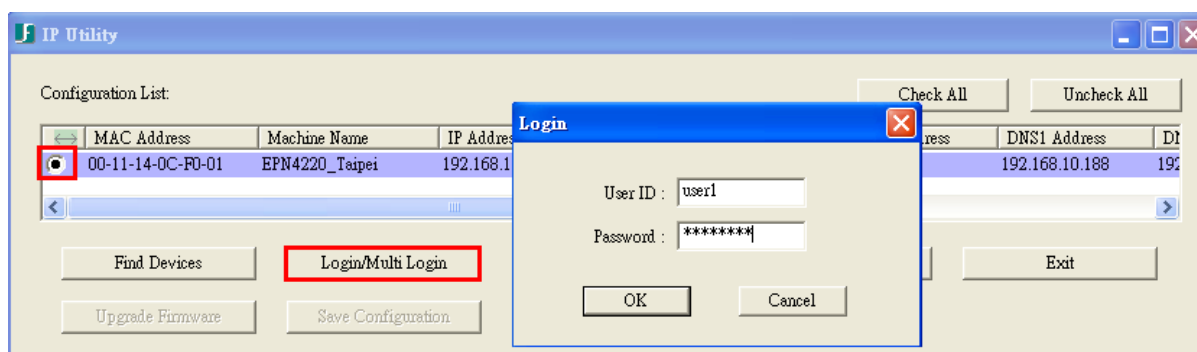 IP Utility
Configuration List:
Check All
Uncheck All
MAC Address
Machine Name
IP Addres
ress
DNS1 Address
DN
00-11-14-0C-F0-01
EPN4220_Taipei
192.168.1
192.168.10.188
192
Login
User ID :
user1
Password :
********
OK
Cancel
Find Devices
Login/Multi Login
Exit
Upgrade Firmware
Save Configuration